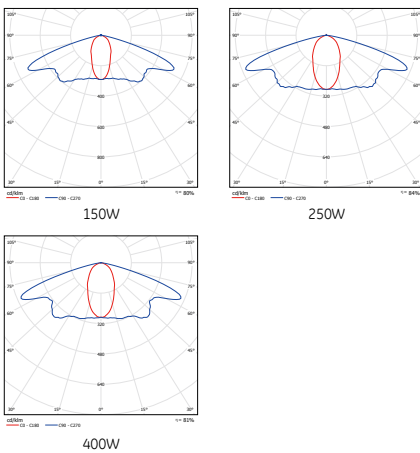 105° 105°
90° 90°
75° 75°
60° 60°
45° 45°
400
600
800
30° 15° 0° 15° 30°
cd/klm η = 80%
C0 - C180 C90 - C270
150W
105° 105°
90° 90°
75° 75°
60° 60°
45° 45°
320
480
640
30° 15° 0° 15° 30°
cd/klm η = 84%
C0 - C180 C90 - C270
250W
105° 105°
90° 90°
75° 75°
60° 60°
45° 45°
320
480
640
30° 15° 0° 15° 30°
cd/klm η = 81%
C0 - C180 C90 - C270
400W